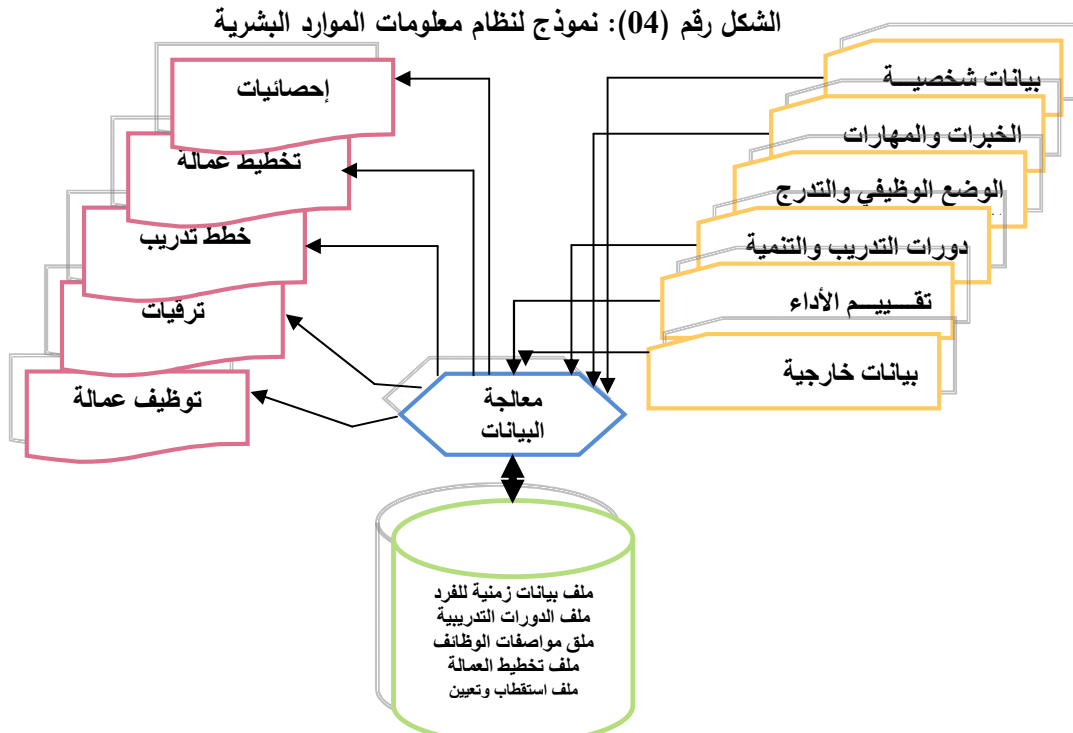 الشكل رقم (04): نموذج لنظام معلومات الموارد البشرية
بيانات شخصيـــة
الخبرات والمهارات
الوضع الوظيفي والتدرج
دورات التدريب والتنمية
تقـــييـــم الأداء
بيانات خارجية
إحصائيات
تخطيط عمالة
خطط تدريب
ترقيات
توظيف عمالة
معالجة
البيانات
ملف بيانات زمنية للفرد
ملف الدورات التدريبية
ملق مواصفات الوظائف
ملف تخطيط العمالة
ملف استقطاب وتعيين